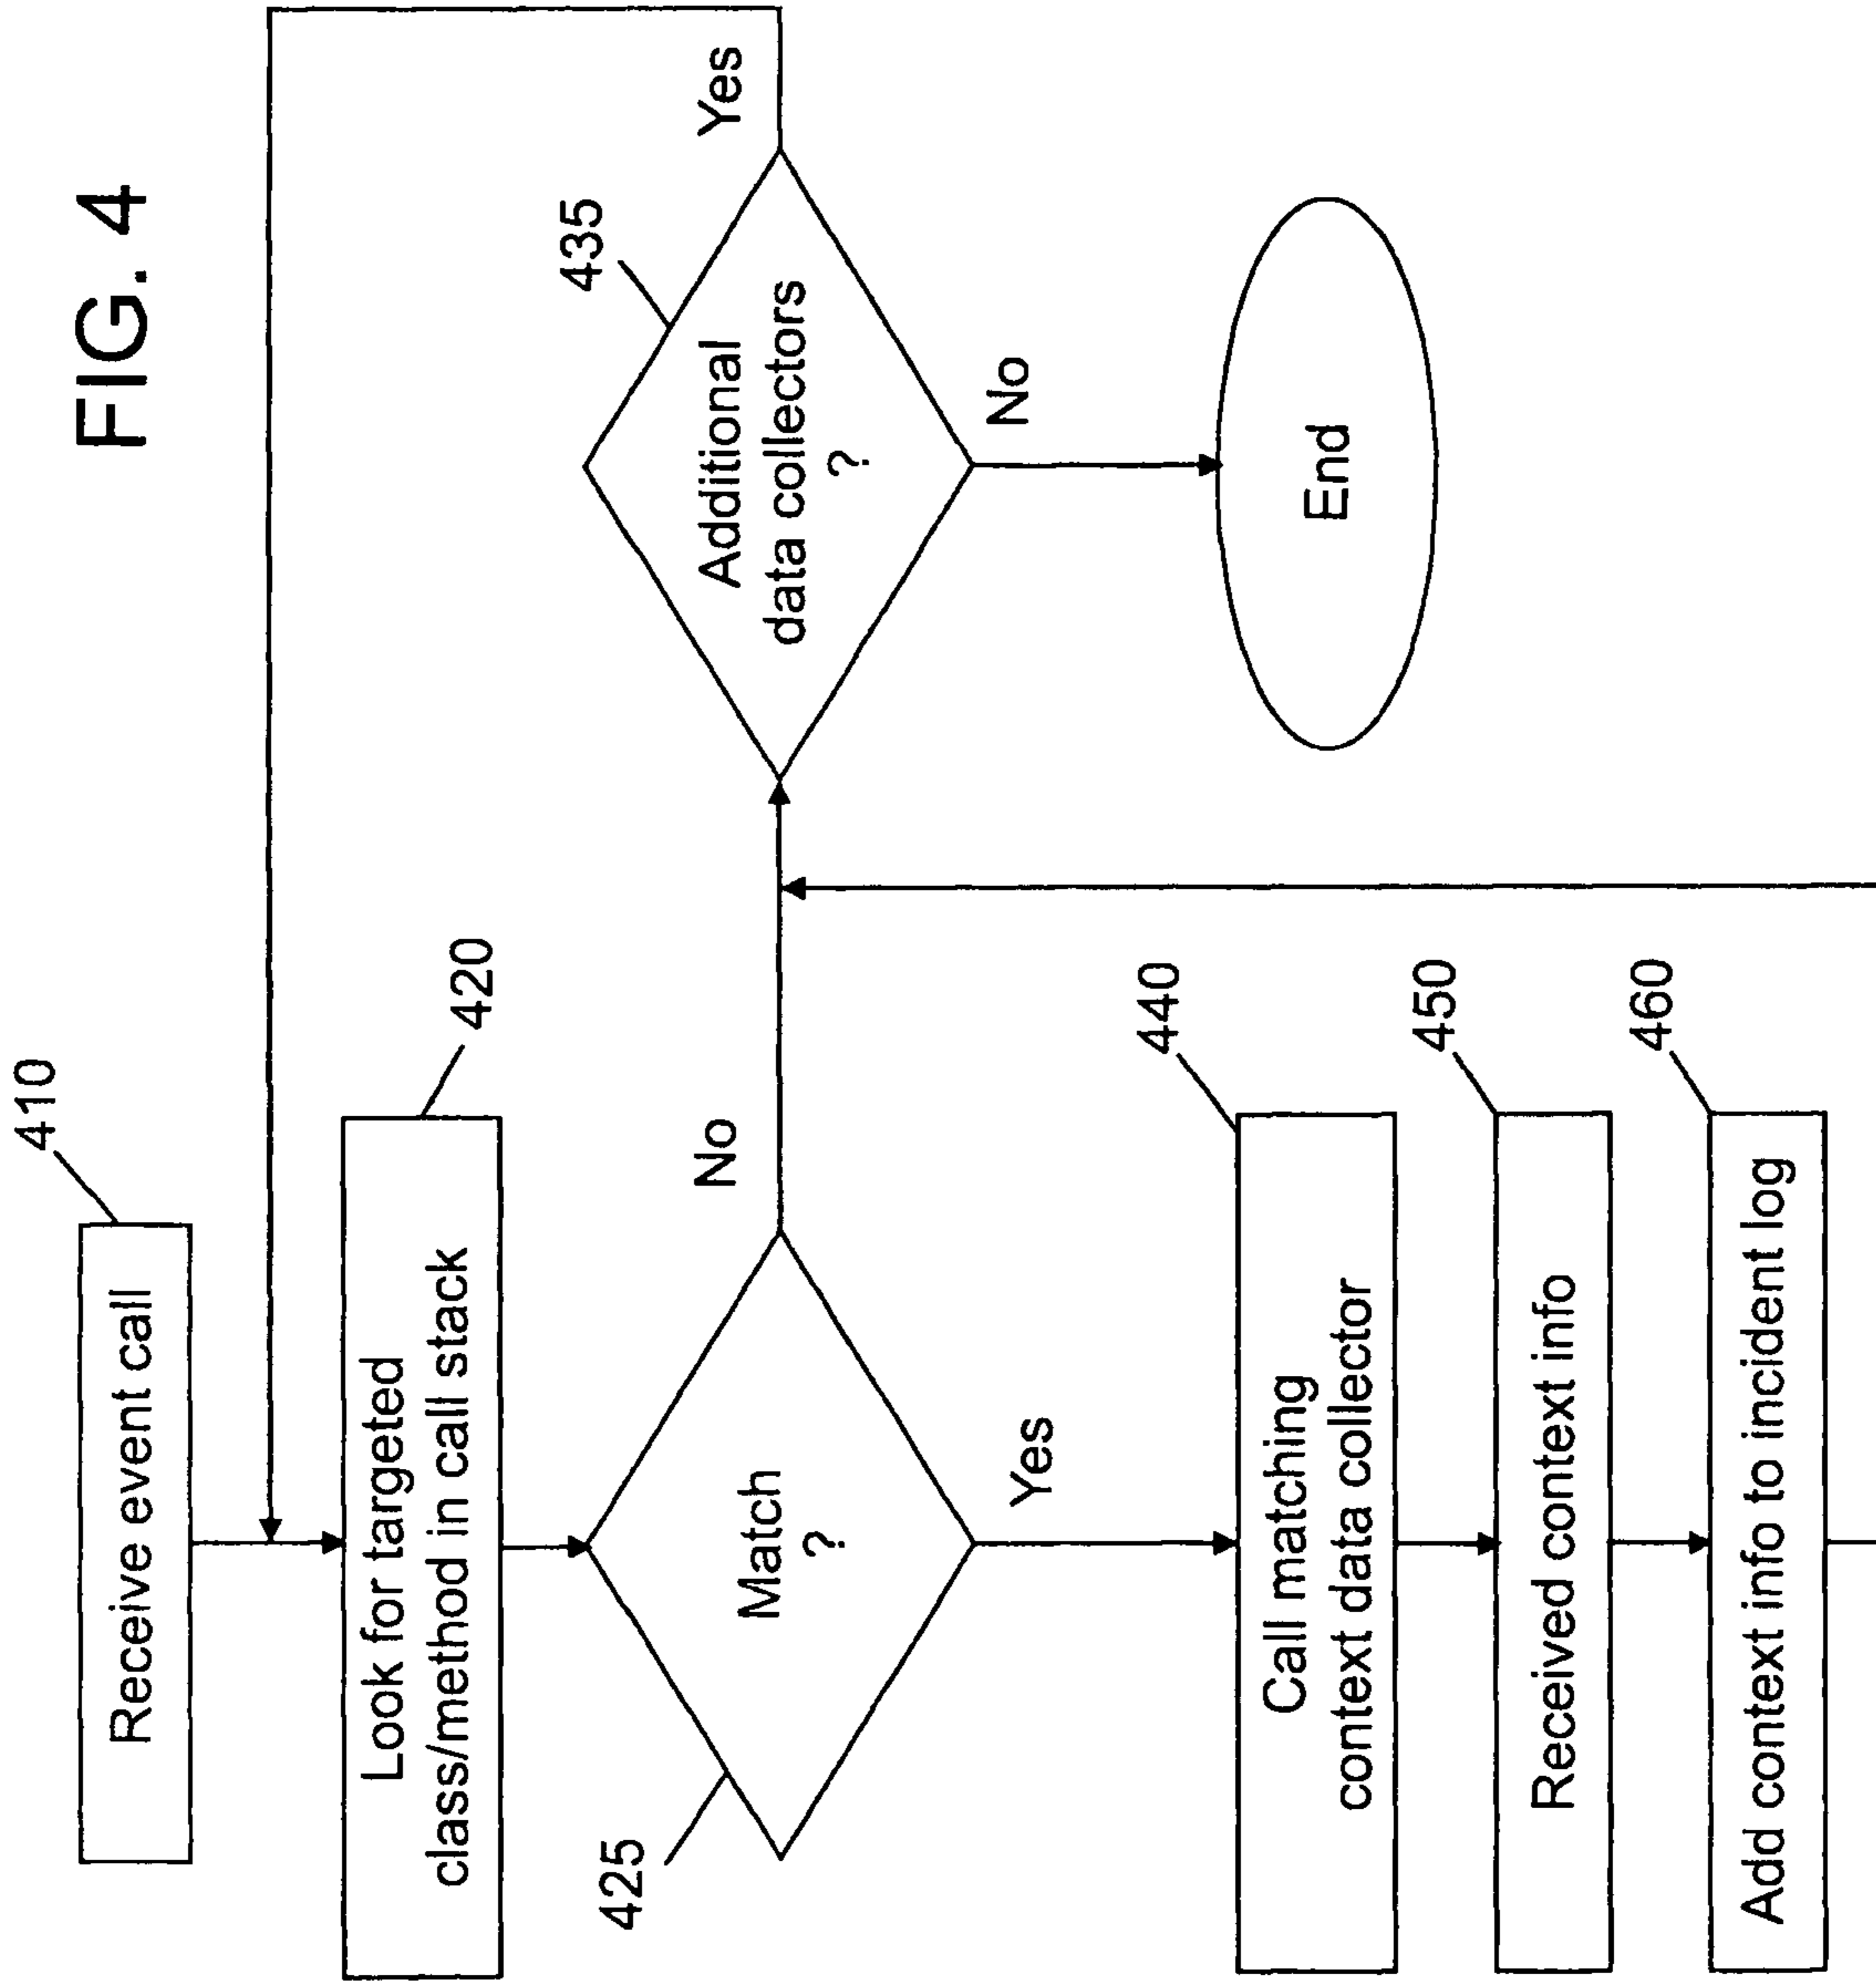 FIG. 4
410
Receive event call
420
Look for targeted
class/method in call stack
425
Match
?
No
Yes
435
Additional
data collectors
?
Yes
No
End
440
Call matching
context data collector
450
Received context info
460
Add context info to incident log